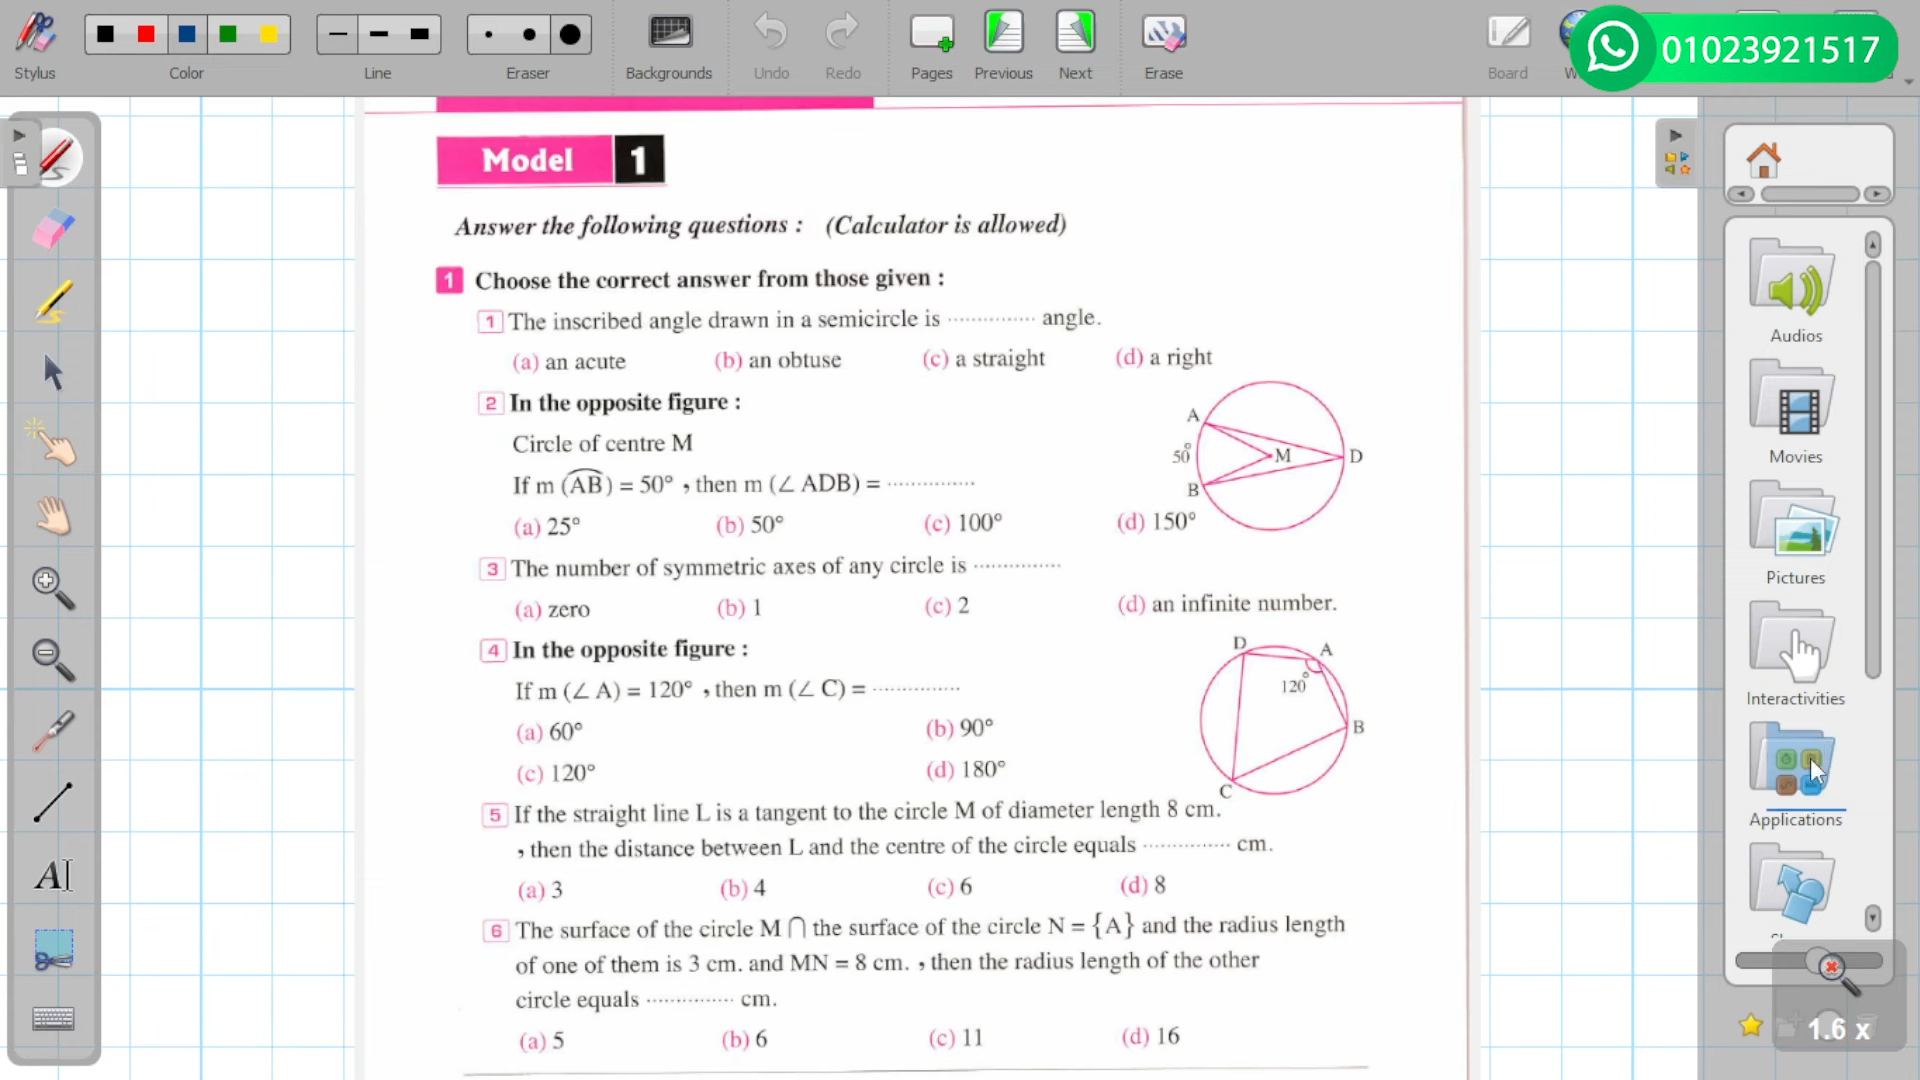 Stylus
Color
Line
Eraser
Backgrounds
Undo
Redo
Pages
Previous
Next
Erase
Board
01023921517
Model 1
Answer the following questions : (Calculator is allowed)
1 Choose the correct answer from those given :
1 The inscribed angle drawn in a semicircle is ·············· angle.
(a) an acute (b) an obtuse (c) a straight (d) a right
2 In the opposite figure :
Circle of centre M
If m (AB) = 50° , then m (∠ ADB) = ··············
(a) 25° (b) 50° (c) 100° (d) 150°
A
50°
M
D
B
3 The number of symmetric axes of any circle is ··············
(a) zero (b) 1 (c) 2 (d) an infinite number.
4 In the opposite figure :
If m (∠ A) = 120° , then m (∠ C) = ··············
(a) 60° (b) 90°
(c) 120° (d) 180°
D
A
120°
B
C
5 If the straight line L is a tangent to the circle M of diameter length 8 cm.
, then the distance between L and the centre of the circle equals ·············· cm.
(a) 3 (b) 4 (c) 6 (d) 8
6 The surface of the circle M ∩ the surface of the circle N = {A} and the radius length
of one of them is 3 cm. and MN = 8 cm. , then the radius length of the other
circle equals ·············· cm.
(a) 5 (b) 6 (c) 11 (d) 16
Audios
Movies
Pictures
Interactivities
Applications
1.6 x
AI